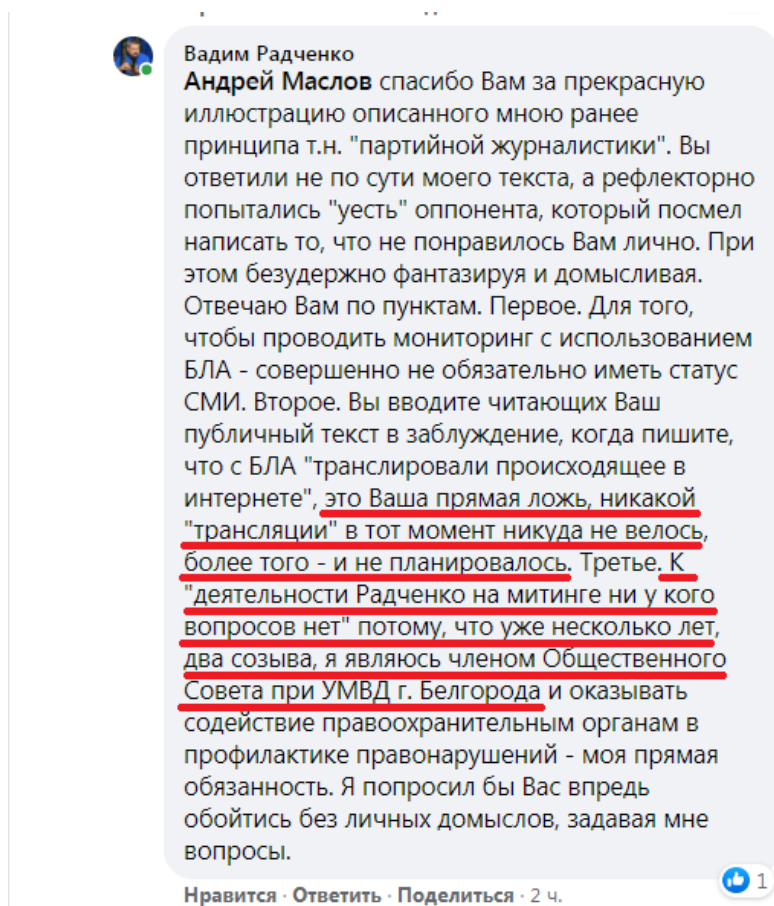 Вадим Радченко
Андрей Маслов спасибо Вам за прекрасную
иллюстрацию описанного мною ранее
принципа т.н. "партийной журналистики". Вы
ответили не по сути моего текста, а рефлекторно
попытались "уесть" оппонента, который посмел
написать то, что не понравилось Вам лично. При
этом безудержно фантазируя и домысливая.
Отвечаю Вам по пунктам. Первое. Для того,
чтобы проводить мониторинг с использованием
БЛА - совершенно не обязательно иметь статус
СМИ. Второе. Вы вводите читающих Ваш
публичный текст в заблуждение, когда пишите,
что с БЛА "транслировали происходящее в
интернете", это Ваша прямая ложь, никакой
"трансляции" в тот момент никуда не велось,
более того - и не планировалось. Третье. К
"деятельности Радченко на митинге ни у кого
вопросов нет" потому, что уже несколько лет,
два созыва, я являюсь членом Общественного
Совета при УМВД г. Белгорода и оказывать
содействие правоохранительным органам в
профилактике правонарушений - моя прямая
обязанность. Я попросил бы Вас впредь
обойтись без личных домыслов, задавая мне
вопросы.
1
Нравится · Ответить · Поделиться · 2 ч.